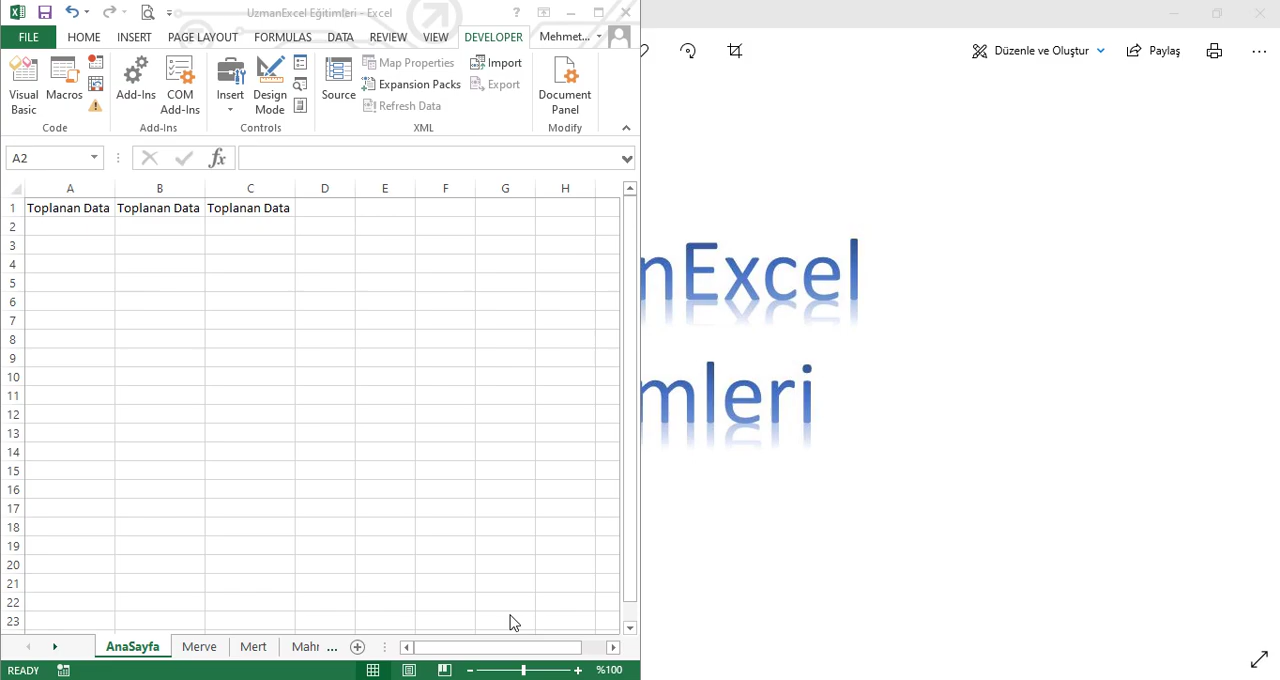 UzmanExcel Eğitimleri - Excel
FILE HOME INSERT PAGE LAYOUT FORMULAS DATA REVIEW VIEW DEVELOPER Mehmet...
Visual Basic
Macros
Code
Add-Ins
COM Add-Ins
Add-Ins
Insert
Design Mode
Controls
Source
Map Properties
Expansion Packs
Refresh Data
Import
Export
XML
Document Panel
Modify
Düzenle ve Oluştur Paylaş
A2 fx
A B C D E F G H
1 Toplanan Data Toplanan Data Toplanan Data
2
3
4
5
6
7
8
9
10
11
12
13
14
15
16
17
18
19
20
21
22
23
nExcel
mleri
AnaSayfa Merve Mert Mahr ...
READY %100